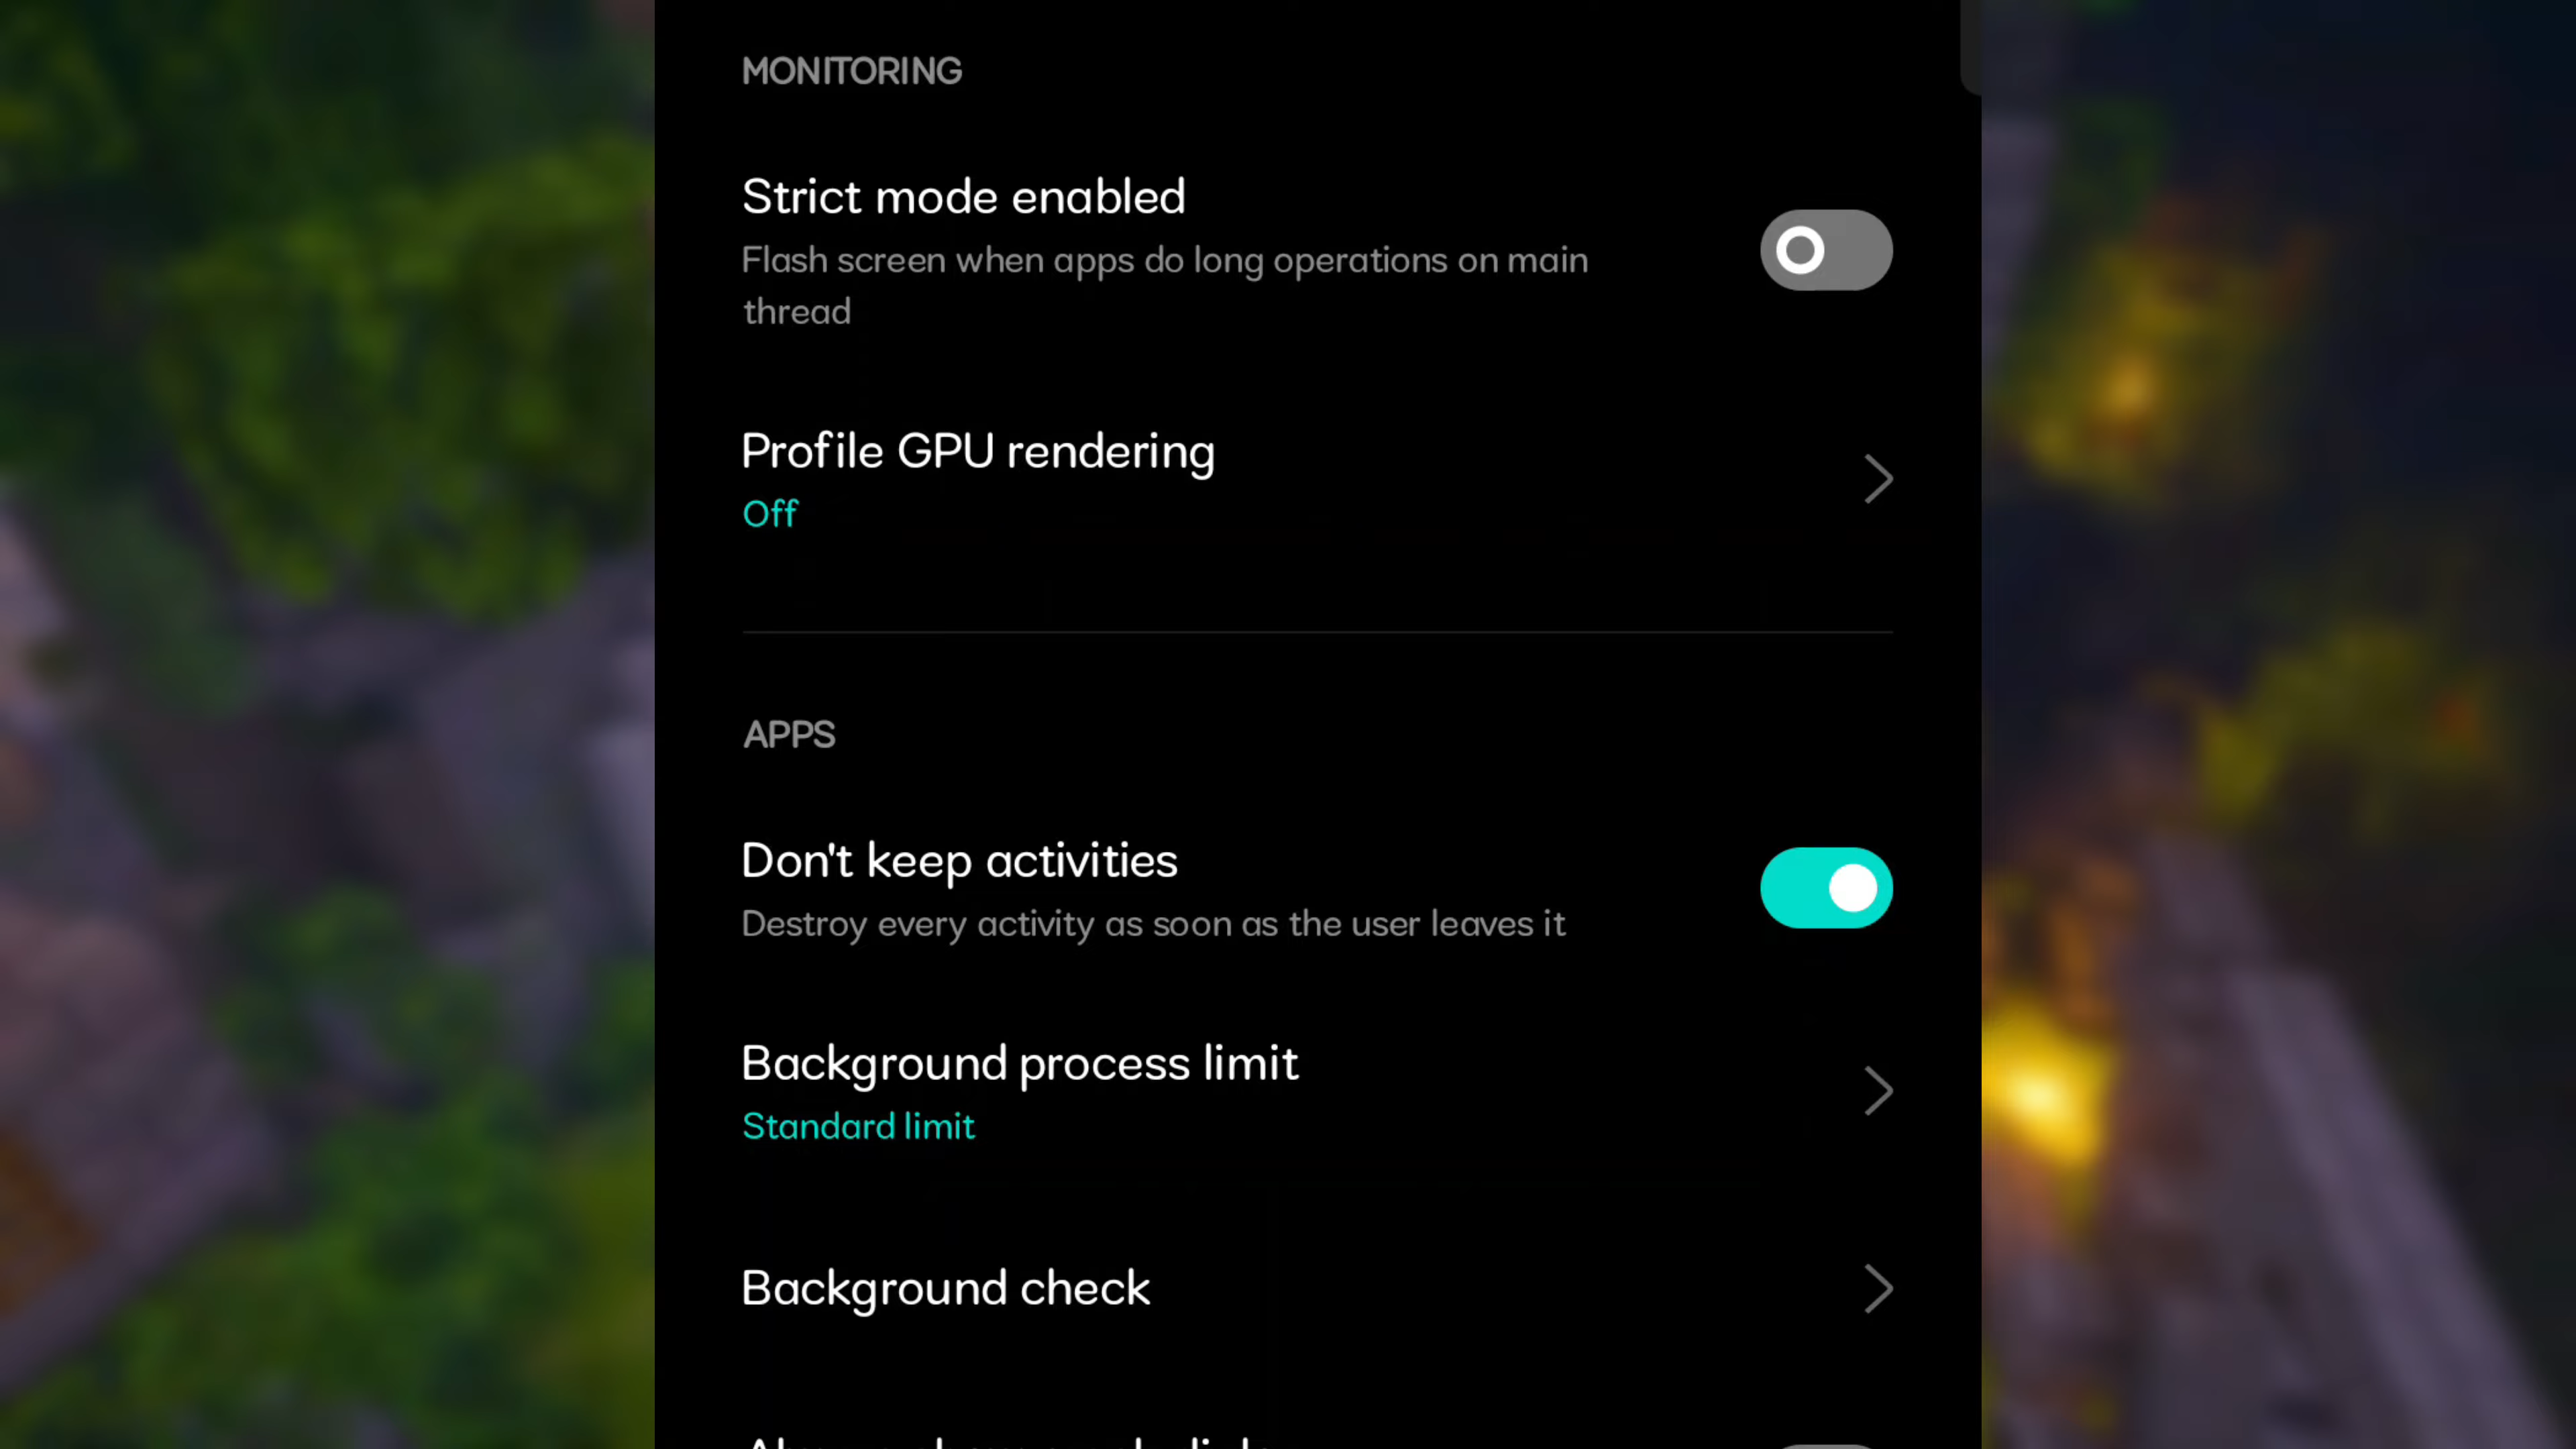 MONITORING
Strict mode enabled
Flash screen when apps do long operations on main
thread
Profile GPU rendering
Off
APPS
Don't keep activities
Destroy every activity as soon as the user leaves it
Background process limit
Standard limit
Background check